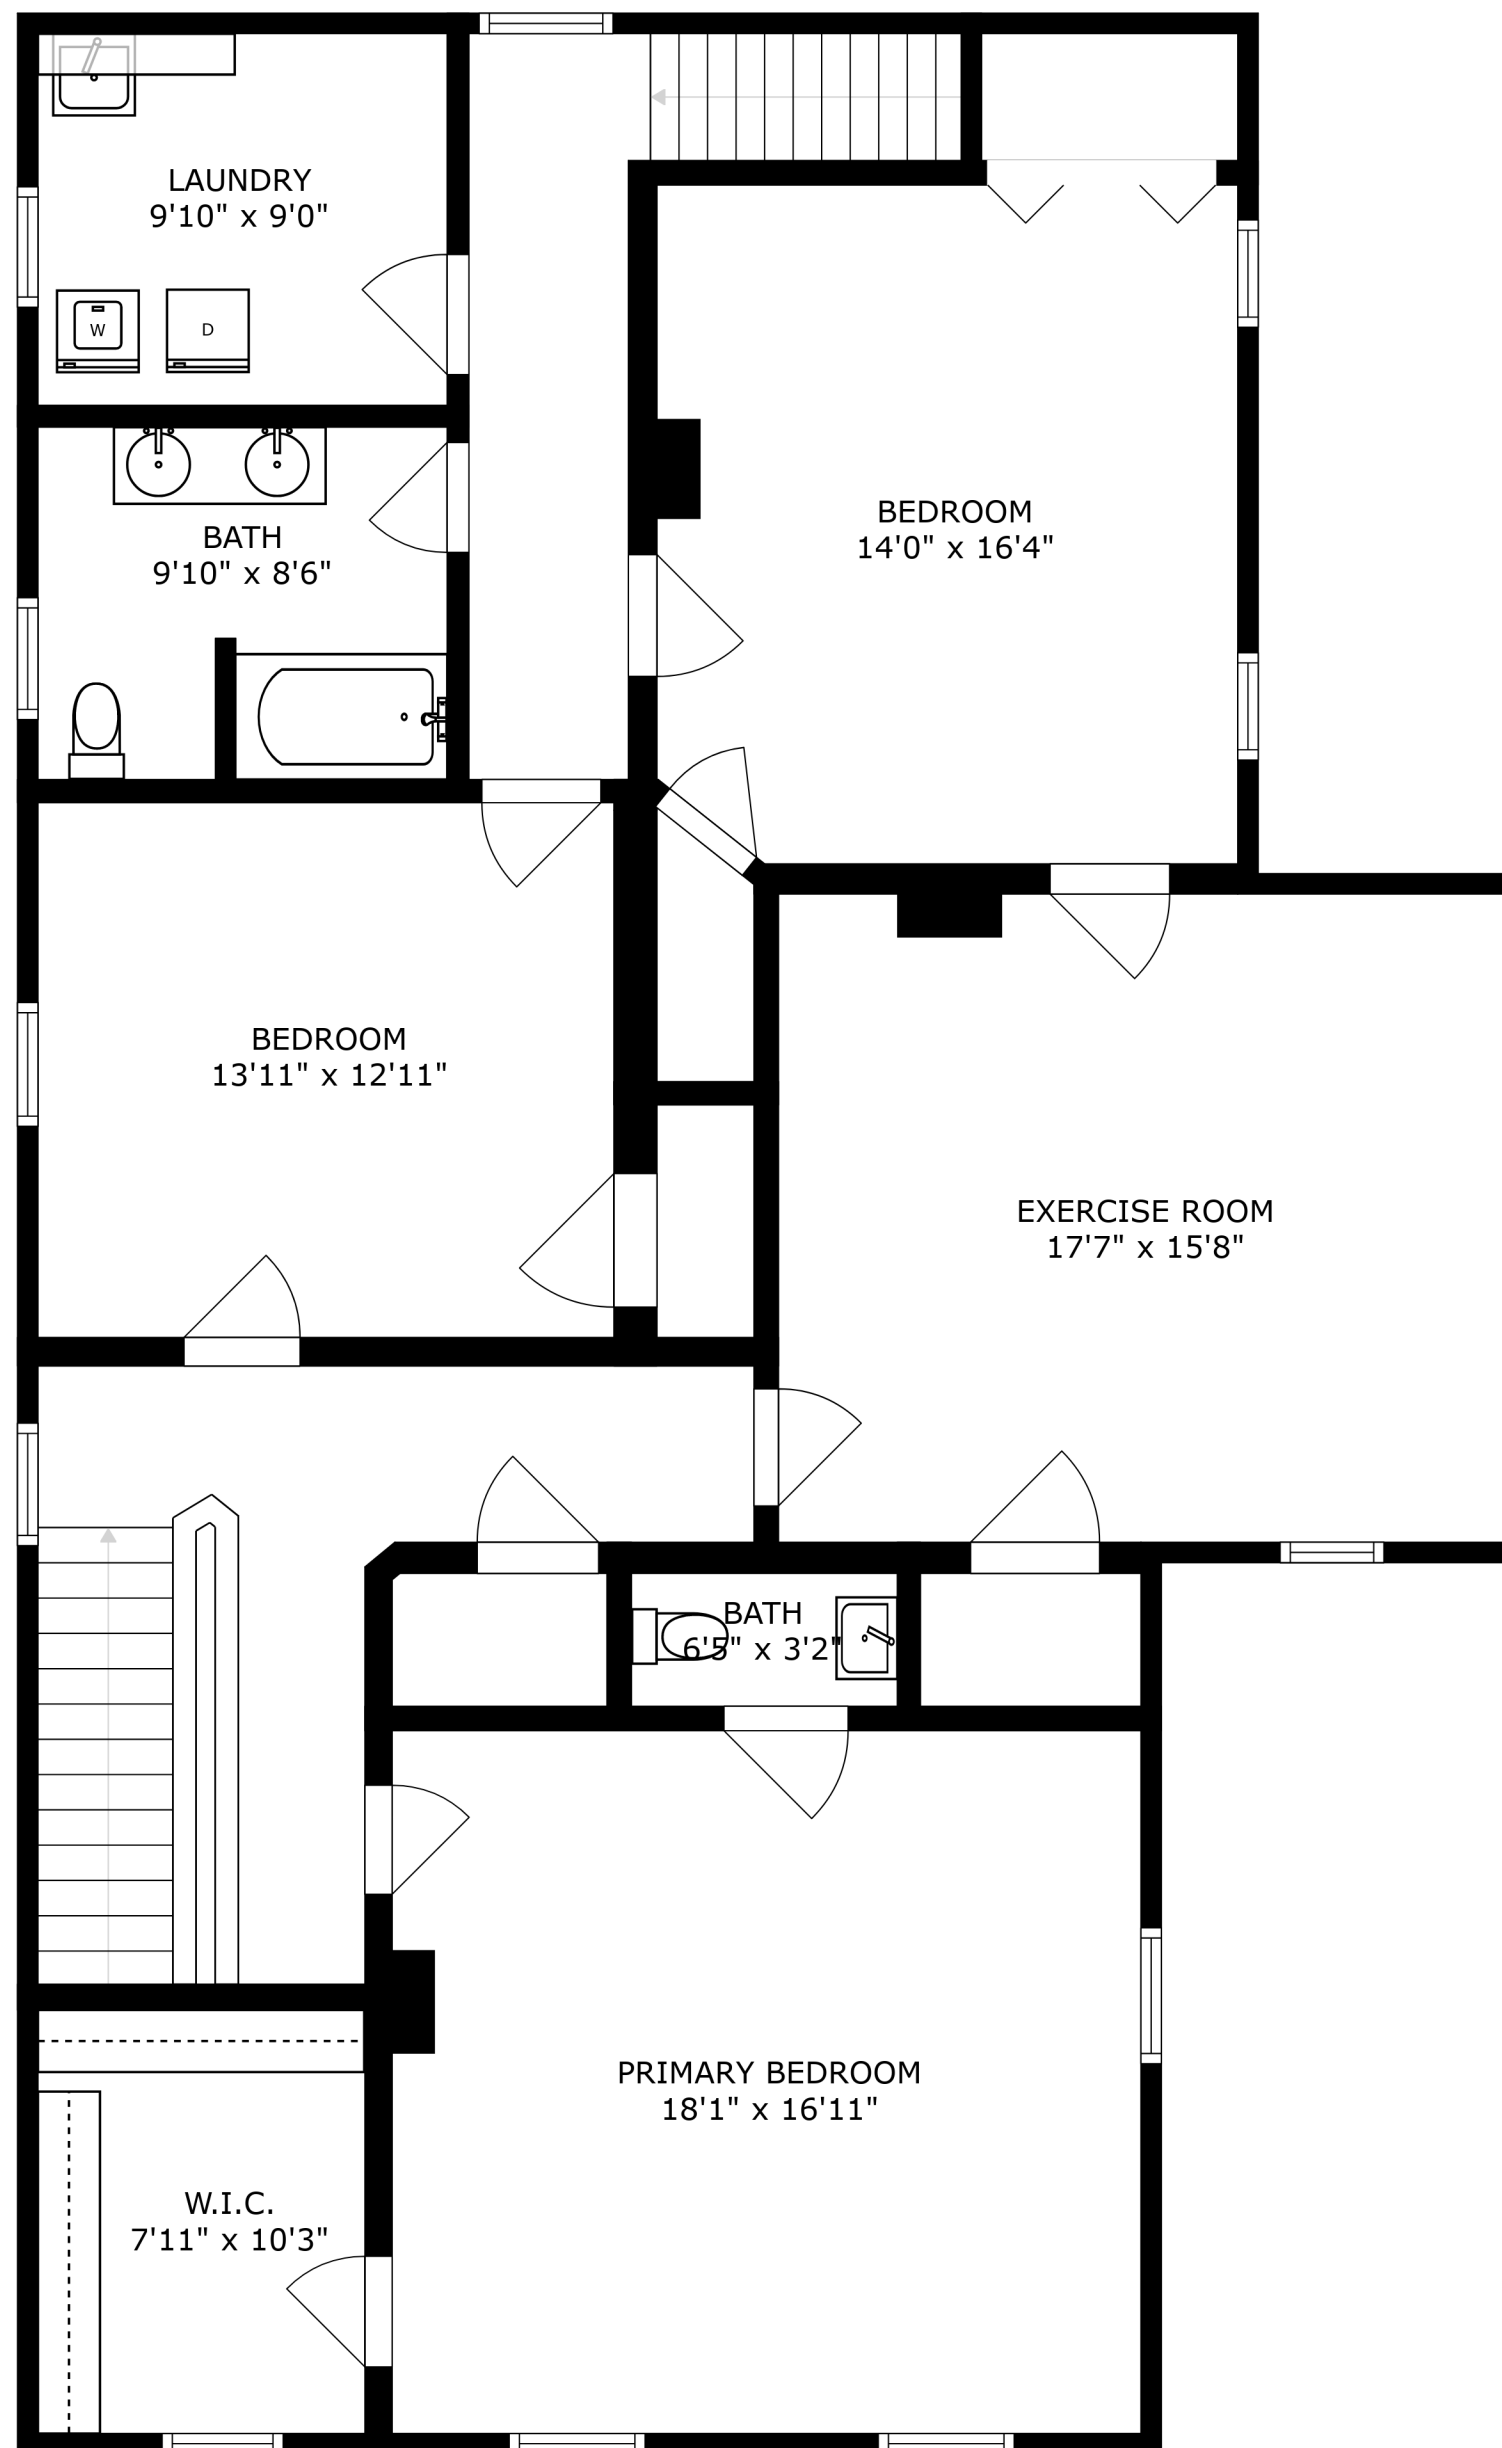 LAUNDRY
9'10" x 9'0"
W
D
BATH
9'10" x 8'6"
BEDROOM
14'0" x 16'4"
BEDROOM
13'11" x 12'11"
EXERCISE ROOM
17'7" x 15'8"
BATH
6'5" x 3'2"
PRIMARY BEDROOM
18'1" x 16'11"
W.I.C.
7'11" x 10'3"